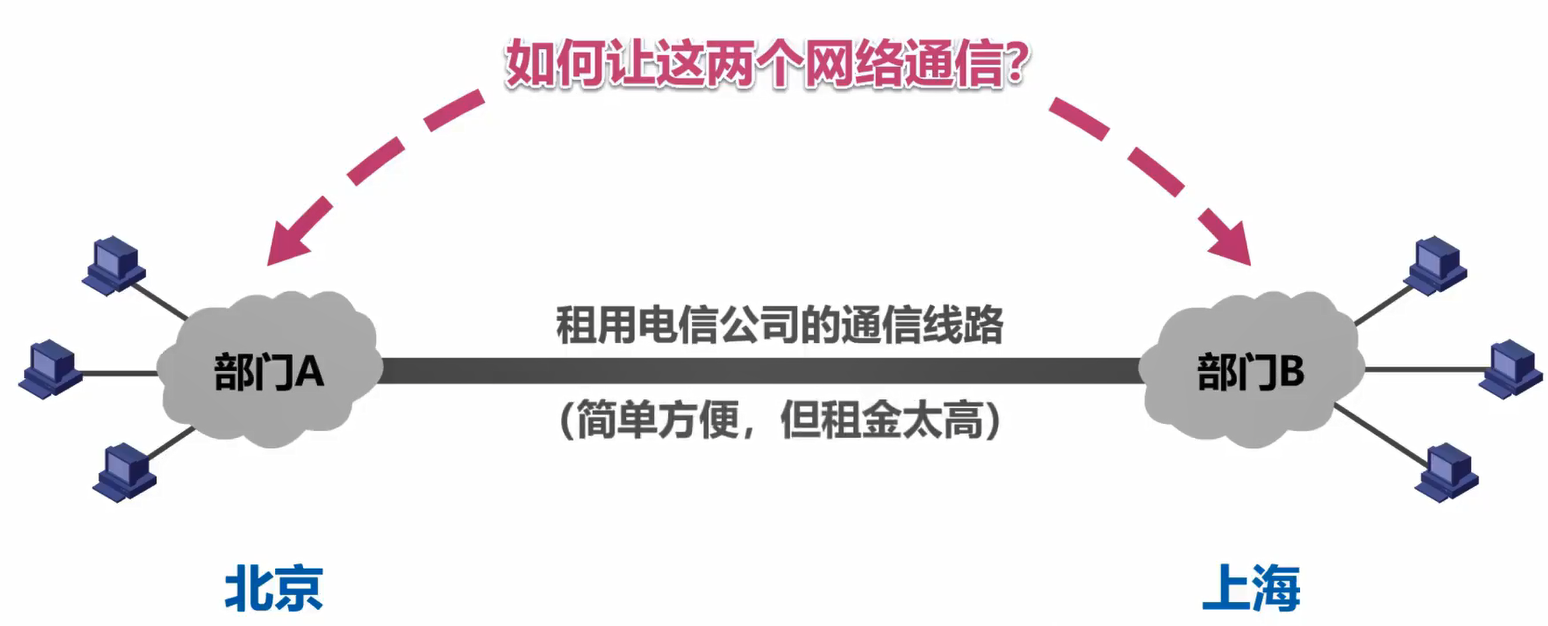 如何让这两个网络通信？
租用电信公司的通信线路
部门A
部门B
（简单方便，但租金太高）
北京
上海